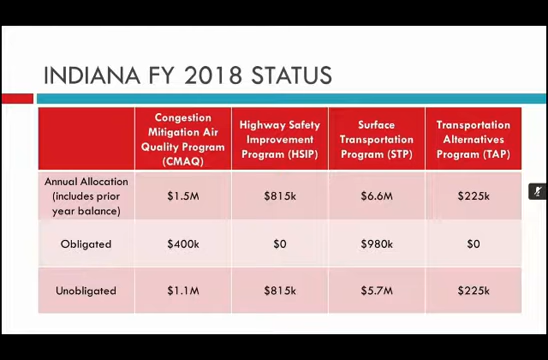 INDIANA FY 2018 STATUS
Congestion
Mitigation Air
Quality Program
(CMAQ)
Highway Safety
Improvement
Program (HSIP)
Surface
Transportation
Program (STP)
Transportation
Alternatives
Program (TAP)
Annual Allocation
(includes prior
year balance)
$1.5M
$815k
$6.6M
$225k
Obligated
$400k
$0
$980k
$0
Unobligated
$1.1M
$815k
$5.7M
$225k